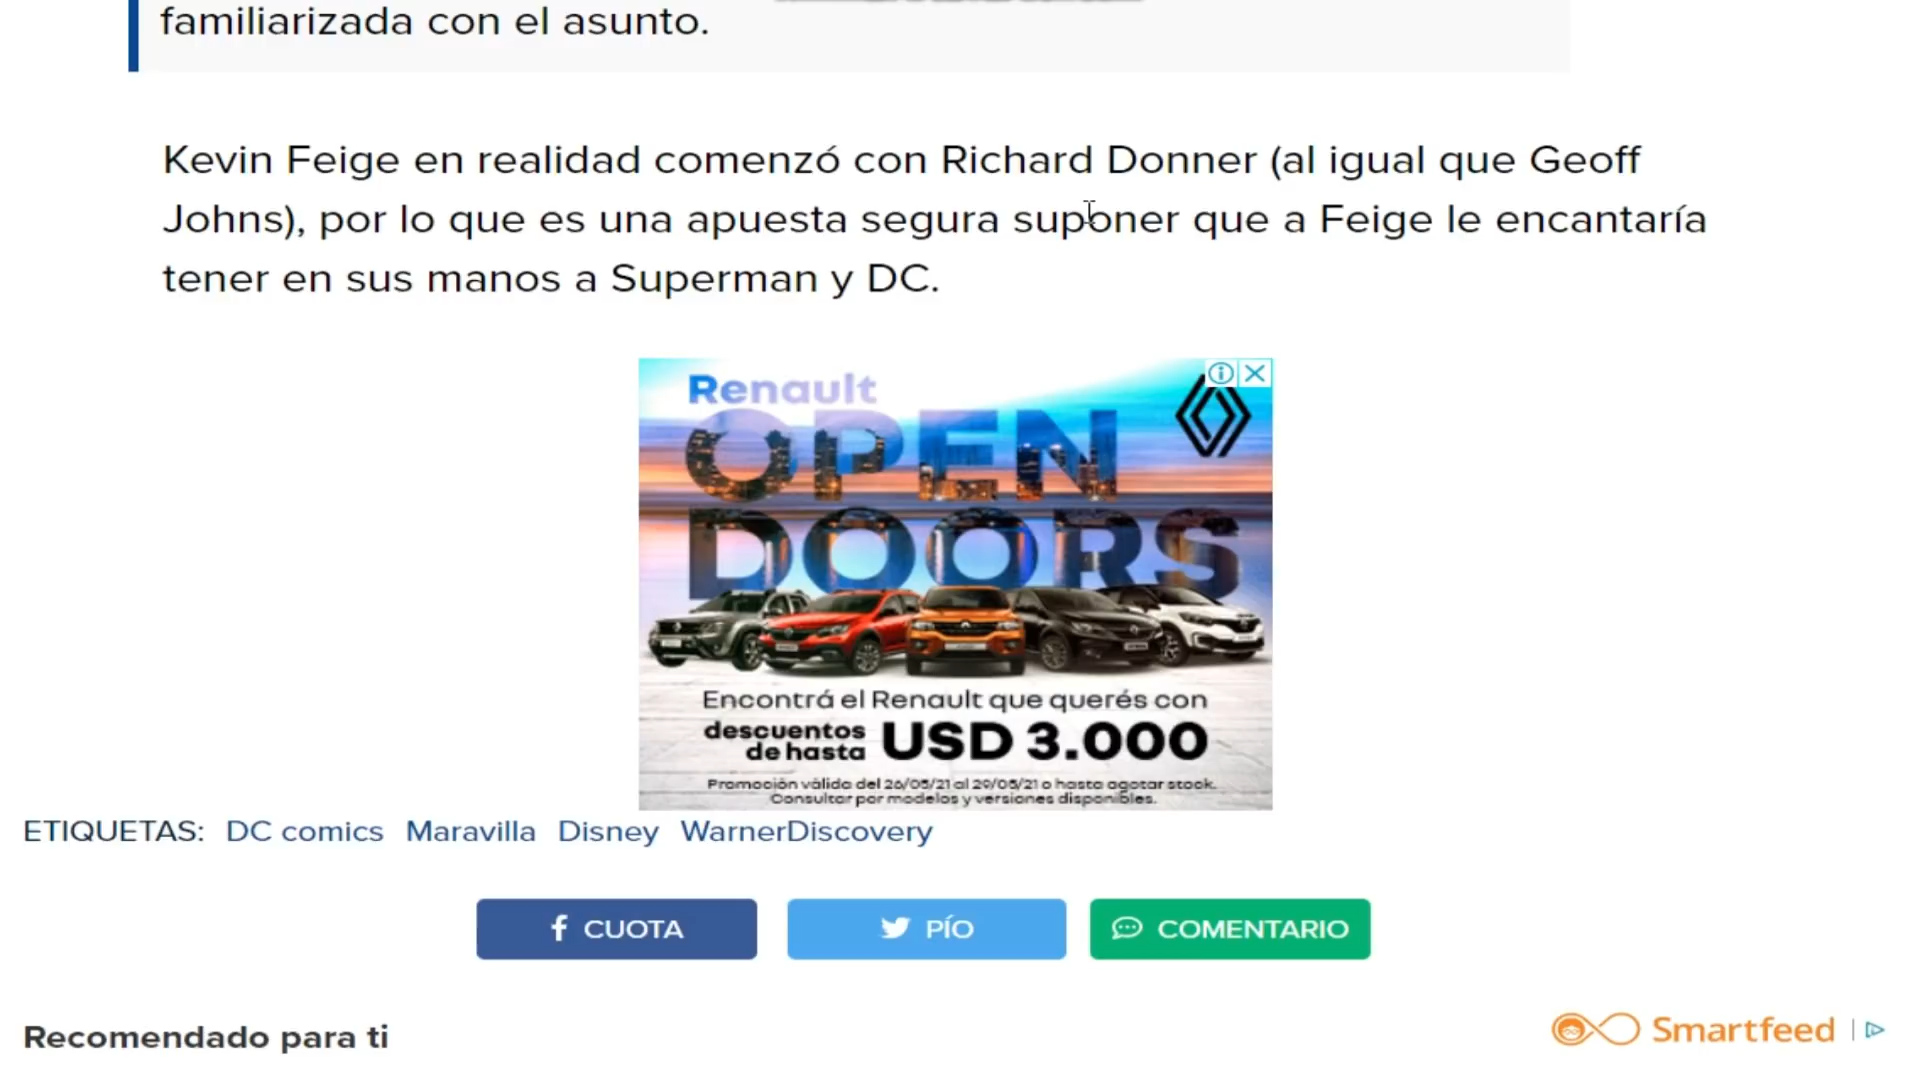 familiarizada con el asunto.
Kevin Feige en realidad comenzó con Richard Donner (al igual que Geoff
Johns), por lo que es una apuesta segura suponer que a Feige le encantaría
tener en sus manos a Superman y DC.
Renault
OPEN
DOORS
Encontrá el Renault que querés con
descuentos
de hasta USD 3.000
Promoción válida del 26/05/21 al 29/05/21 o hasta agotar stock.
Consultar por modelos y versiones disponibles.
ETIQUETAS: DC comics Maravilla Disney WarnerDiscovery
CUOTA PÍO COMENTARIO
Recomendado para ti
Smartfeed